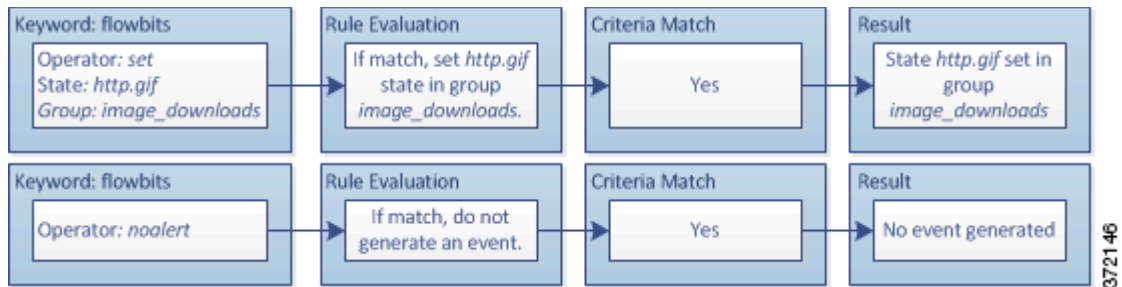 Keyword: flowbits
Operator: set
State: http.gif
Group: image_downloads
Rule Evaluation
If match, set http.gif
state in group
image_downloads.
Criteria Match
Yes
Result
State http.gif set in
group
image_downloads
Keyword: flowbits
Operator: noalert
Rule Evaluation
If match, do not
generate an event.
Criteria Match
Yes
Result
No event generated
372146